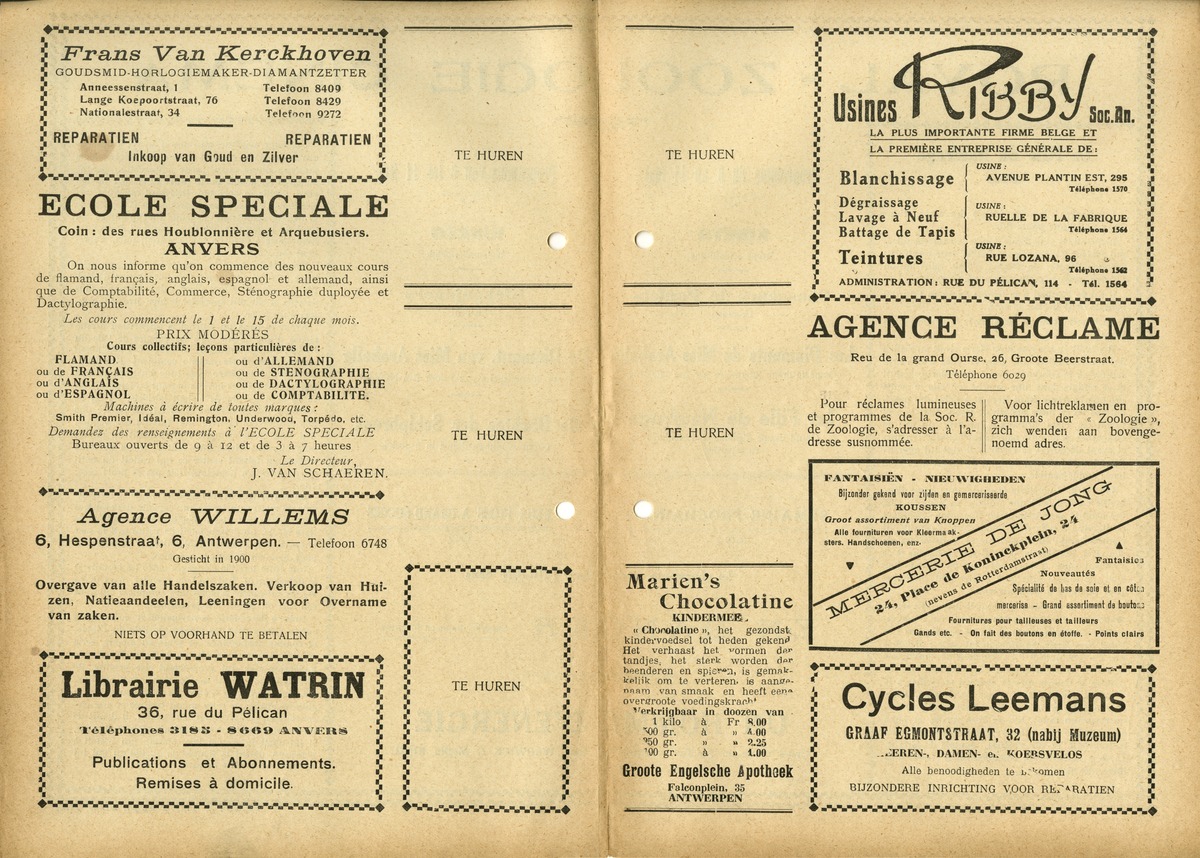 Frans Van Kerckhoven
GOUDSMID-HORLOGIEMAKER-DIAMANTZETTER
Anneessenstraat, 1 Telefoon 8409
Lange Koepoortstraat, 76 Telefoon 8429
Nationalestraat, 34 Telefoon 9272
REPARATIEN REPARATIEN
Inkoop van Goud en Zilver
ECOLE SPECIALE
Coin : des rues Houblonnière et Arquebusiers.
ANVERS
On nous informe qu'on commence des nouveaux cours
de flamand, français, anglais, espagnol et allemand, ainsi
que de Comptabilité, Commerce, Sténographie duployée et
Dactylographie.
Les cours commencent le 1 et le 15 de chaque mois.
PRIX MODÉRÉS
Cours collectifs; leçons particulières de :
FLAMAND ou d'ALLEMAND
ou de FRANÇAIS ou de STENOGRAPHIE
ou d'ANGLAIS ou de DACTYLOGRAPHIE
ou d'ESPAGNOL ou de COMPTABILITE.
Machines à écrire de toutes marques :
Smith Premier, Idéal, Remington, Underwood, Torpédo, etc.
Demandez des renseignements à l'ECOLE SPECIALE
Bureaux ouverts de 9 à 12 et de 3 à 7 heures
Le Directeur,
J. VAN SCHAEREN.
Agence WILLEMS
6, Hespenstraat, 6, Antwerpen. — Telefoon 6748
Gesticht in 1900
Overgave van alle Handelszaken. Verkoop van Hui-
zen, Natieaandeelen, Leeningen voor Overname
van zaken.
NIETS OP VOORHAND TE BETALEN
Librairie WATRIN
36, rue du Pélican
Téléphones 3183 - 8669 ANVERS
Publications et Abonnements.
Remises à domicile.
TE HUREN
TE HUREN
TE HUREN
TE HUREN
TE HUREN
Marien's
Chocolatine
KINDERMEEL
« Chocolatine », het gezondst
kindervoedsel tot heden gekend
Het verhaast het vormen der
tandjes, het sterk worden der
beenderen en spieren, is gemak-
kelijk om te verteren, is aange-
naam van smaak en heeft eene
overgroote voedingskracht
Verkrijgbaar in doozen van
1 kilo à Fr 8.00
500 gr. à » 4.00
250 gr. » » 2.25
100 gr. à » 1.00
Groote Engelsche Apotheek
Falconplein, 35
ANTWERPEN
Usines RIBBY Soc.An.
LA PLUS IMPORTANTE FIRME BELGE ET
LA PREMIÈRE ENTREPRISE GÉNÉRALE DE :
Blanchissage
USINE :
AVENUE PLANTIN EST, 295
Téléphone 1570
Dégraissage
Lavage à Neuf
Battage de Tapis
USINE :
RUELLE DE LA FABRIQUE
Téléphone 1564
Teintures
USINE :
RUE LOZANA, 96
Téléphone 1562
ADMINISTRATION : RUE DU PÉLICAN, 114 - Tél. 1564
AGENCE RÉCLAME
Reu de la grand Ourse, 26, Groote Beerstraat.
Téléphone 6029
Pour réclames lumineuses
et programmes de la Soc. R.
de Zoologie, s'adresser à l'a-
dresse susnommée.
Voor lichtreklamen en pro-
gramma's der « Zoologie »,
zich wenden aan bovenge-
noemd adres.
FANTAISIËN - NIEUWIGHEDEN
Bijzonder gekend voor zijden en gemerceriseerde
KOUSSEN
Groot assortiment van Knoppen
Alle fournituren voor Kleermaak-
sters. Handschoenen, enz.
MERCERIE DE JONG
24, Place de Koninckplein, 24
(nevens de Rotterdamstraat)
Fantaisies
Nouveautés
Spécialité de bas de soie et en coton
mercerisé - Grand assortiment de boutons
Fournitures pour tailleuses et tailleurs
Gands etc. - On fait des boutons en étoffe. - Points clairs
Cycles Leemans
GRAAF EGMONTSTRAAT, 32 (nabij Muzeum)
HEEREN-, DAMEN- en KOERSVELOS
Alle benoodigheden te bekomen
BIJZONDERE INRICHTING VOOR REPARATIEN